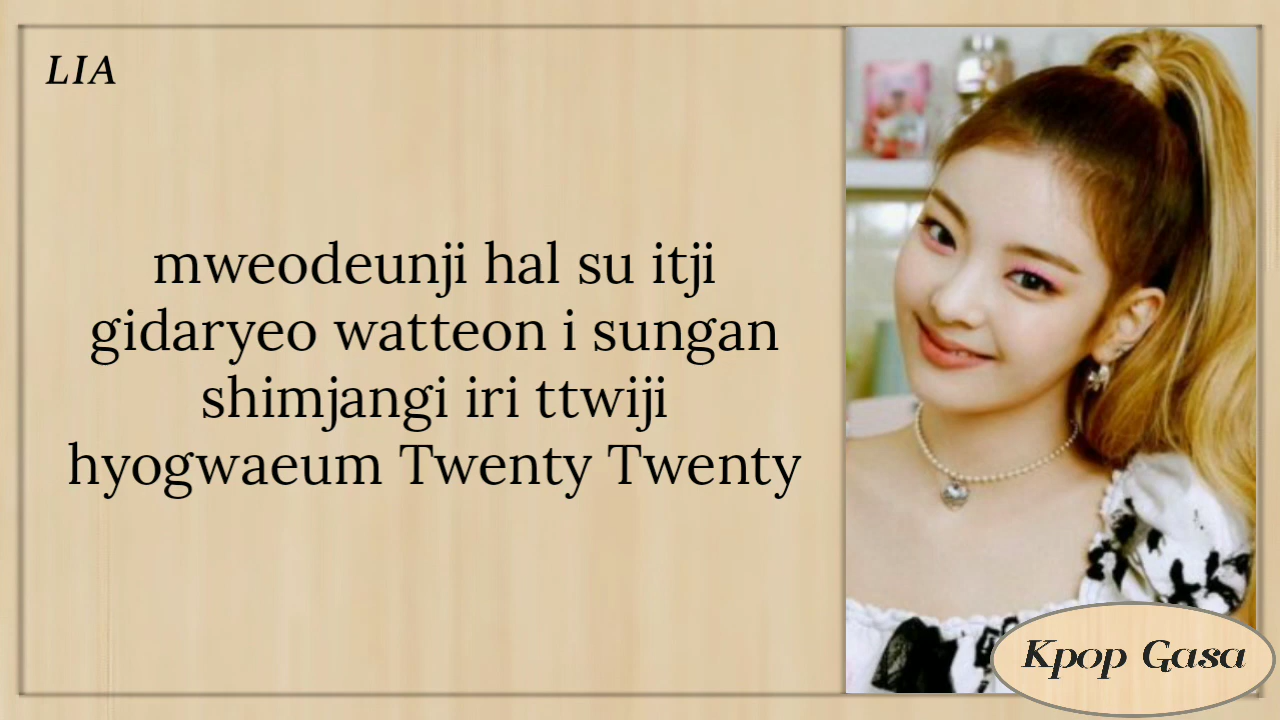 LIA
mweodeunji hal su itji
gidaryeo watteon i sungan
shimjangi iri ttwiji
hyogwaeum Twenty Twenty
Kpop Gasa